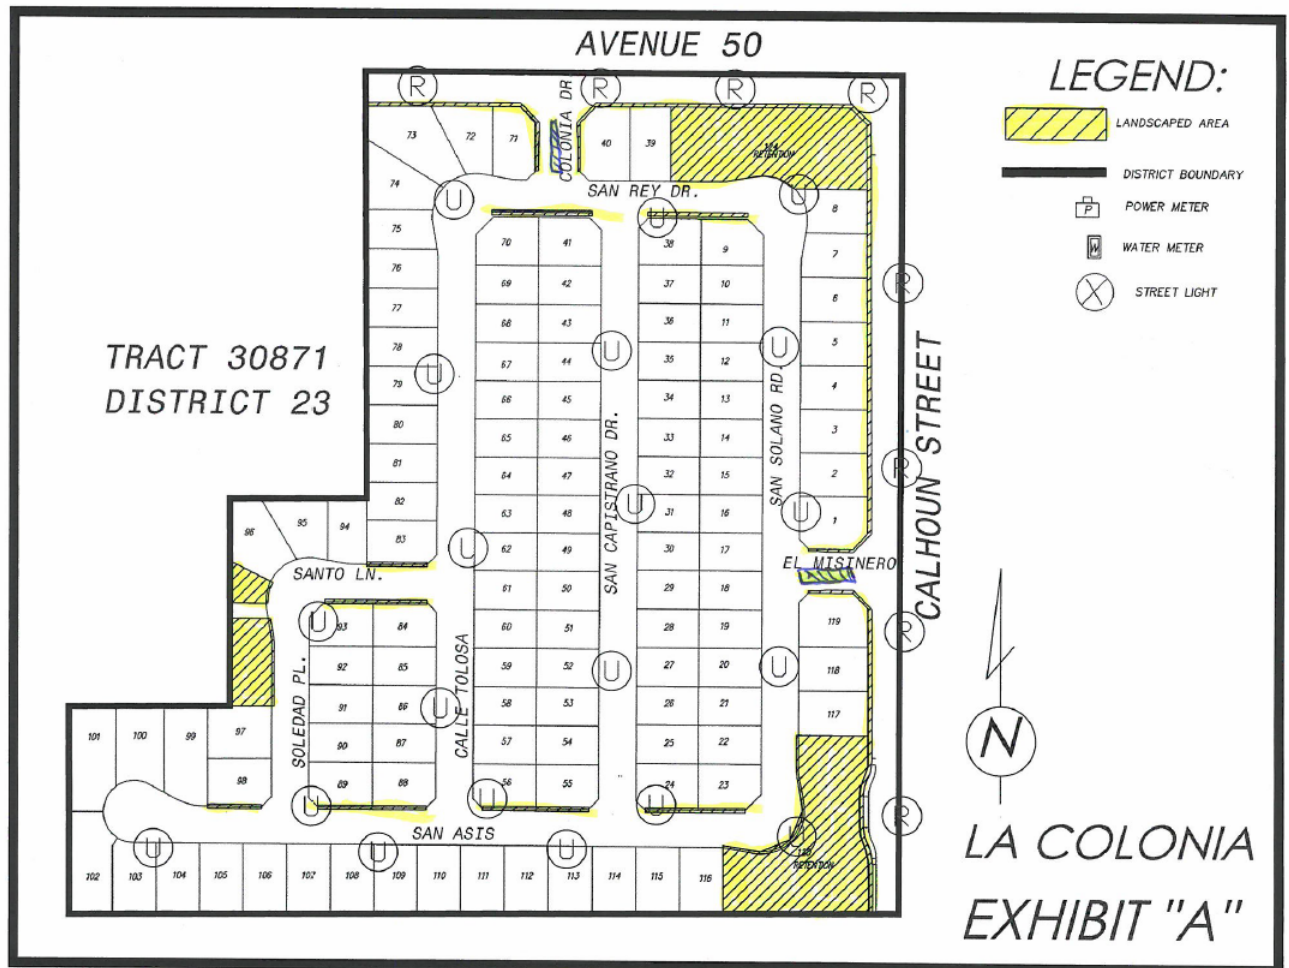 AVENUE 50
LEGEND:
LANDSCAPED AREA
DISTRICT BOUNDARY
P POWER METER
W WATER METER
X STREET LIGHT
R R R R
COLONIA DR
73 72 71 40 39
RETENTION
74 U SAN REY DR. U U 8
75 70 41 38 9 7
76 69 42 37 10 6 R
77 68 43 36 11 5
78 67 44 U 35 12 U
TRACT 30871
DISTRICT 23
79 U 66 45 34 13 4
80 65 46 33 14 3
81 64 47 32 15 2 R
82 63 48 U 31 16 U 1
83 62 U 49 30 17
96 95 94
SAN CAPISTRANO DR.
SAN SOLANO RD.
CALHOUN STREET
SANTO LN.
EL MISINERO
61 50 29 18
U 93 84 60 51 28 19 119 R
92 85 59 52 U 27 20 U 118
91 86 U 58 53 26 21 117
90 87 57 54 25 22
89 88 56 55 24 23
SOLEDAD PL.
CALLE TOLOSA
101 100 99 97
98
U U U U R
SAN ASIS
U U U
RETENTION
102 103 104 105 106 107 108 109 110 111 112 113 114 115 116
N
LA COLONIA
EXHIBIT "A"